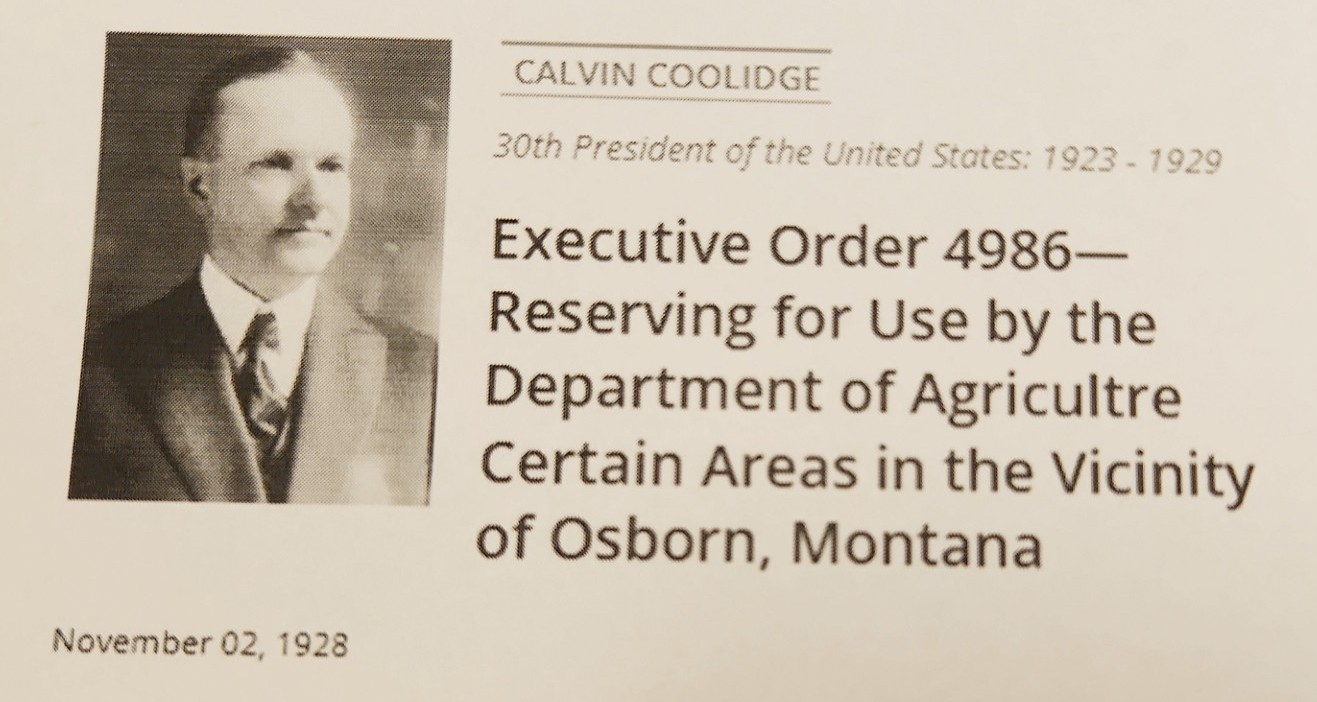 CALVIN COOLIDGE
30th President of the United States: 1923 - 1929
Executive Order 4986—
Reserving for Use by the
Department of Agricultre
Certain Areas in the Vicinity
of Osborn, Montana
November 02, 1928